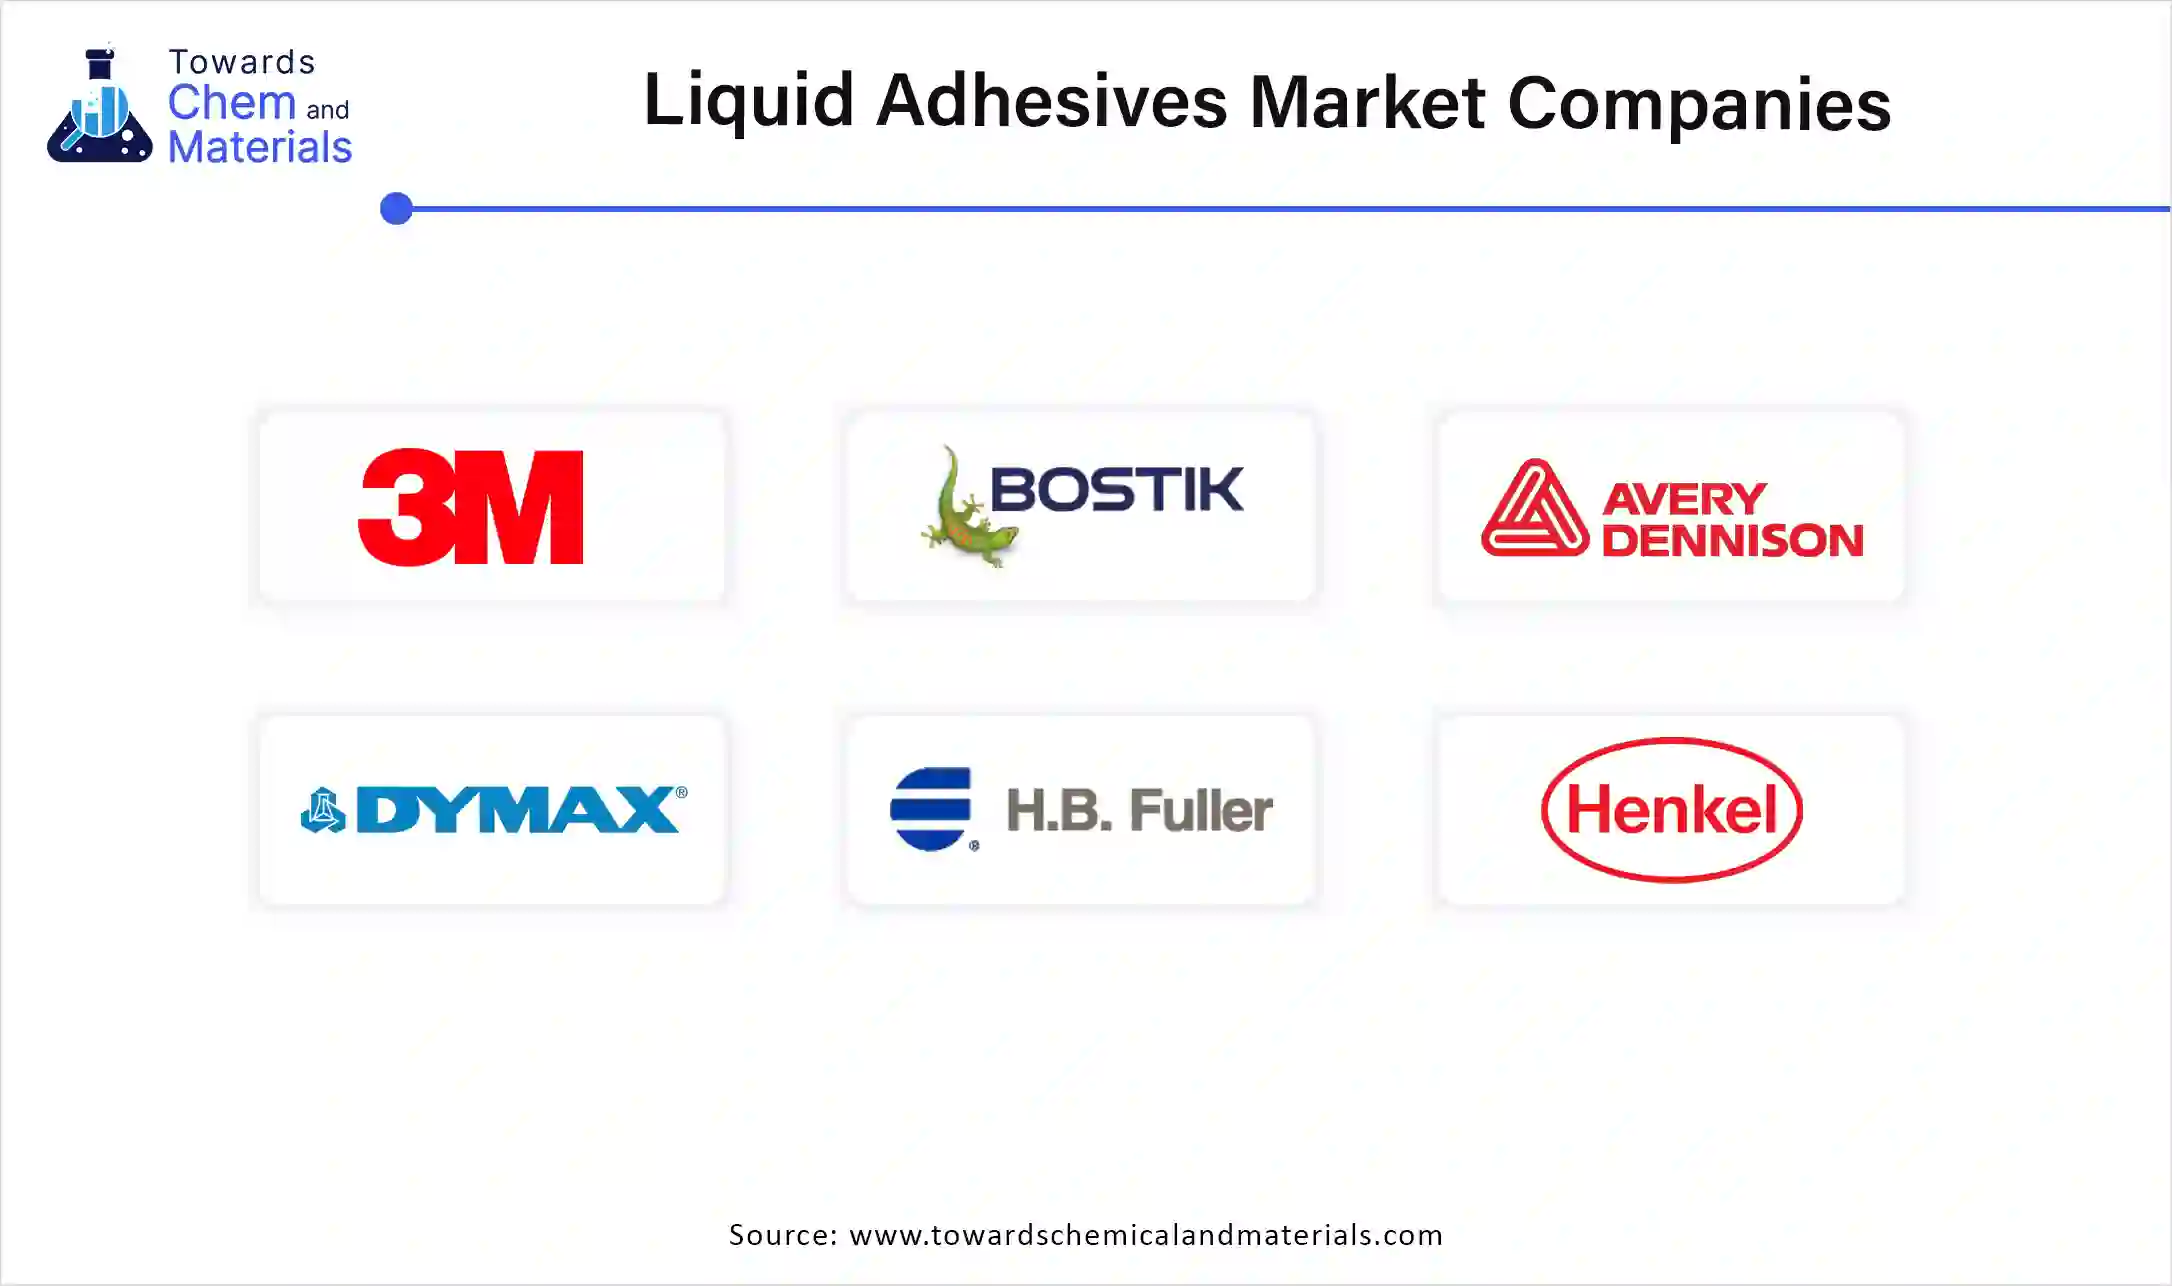 Towards
Chem and
Materials
Liquid Adhesives Market Companies
3M
BOSTIK
AVERY
DENNISON
DYMAX®
H.B. Fuller
®
Henkel
Source: www.towardschemicalandmaterials.com